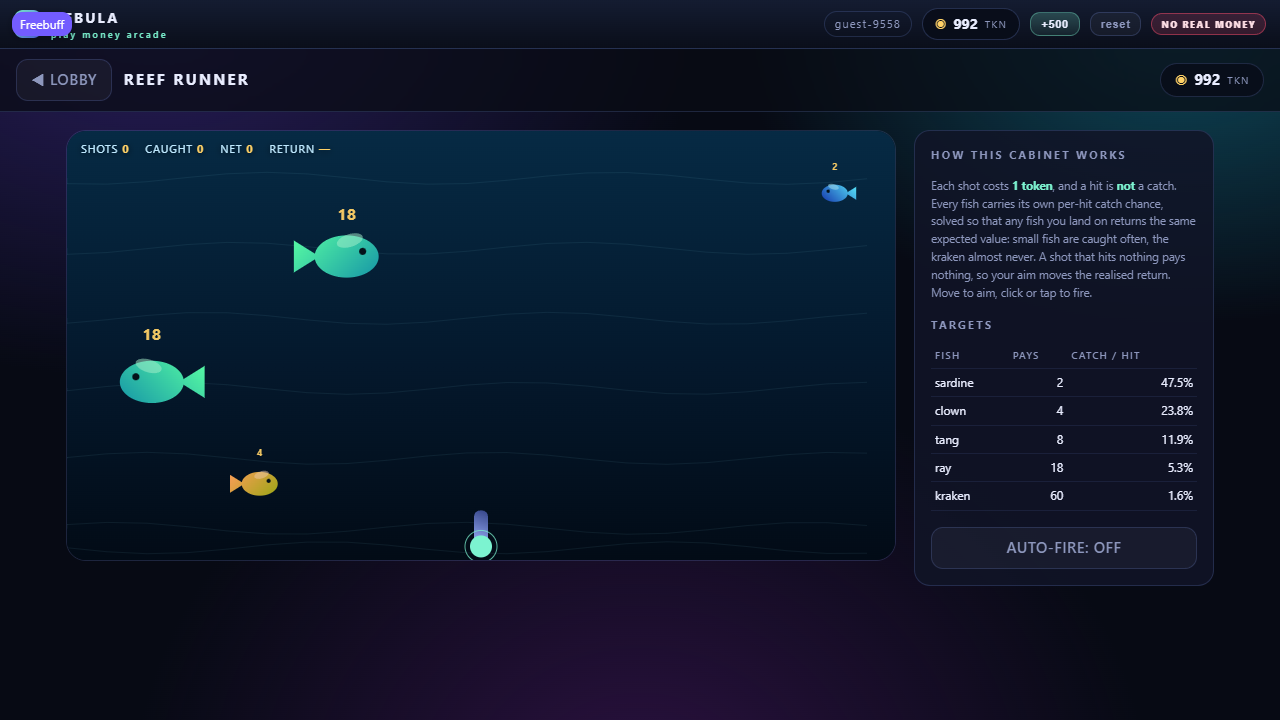 Freebuff
BULA
play money arcade
guest-9558
992 TKN
+500
reset
NO REAL MONEY
◀ LOBBY
REEF RUNNER
992 TKN
SHOTS 0 CAUGHT 0 NET 0 RETURN —
2
18
18
4
HOW THIS CABINET WORKS
Each shot costs 1 token, and a hit is not a catch.
Every fish carries its own per-hit catch chance,
solved so that any fish you land on returns the same
expected value: small fish are caught often, the
kraken almost never. A shot that hits nothing pays
nothing, so your aim moves the realised return.
Move to aim, click or tap to fire.
TARGETS
FISH PAYS CATCH / HIT
sardine 2 47.5%
clown 4 23.8%
tang 8 11.9%
ray 18 5.3%
kraken 60 1.6%
AUTO-FIRE: OFF